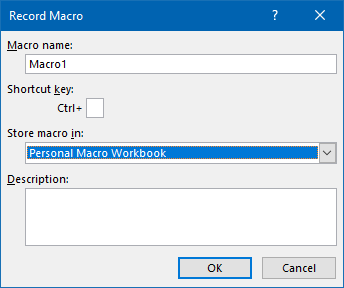 Record Macro ?
Macro name:
Macro1
Shortcut key:
Ctrl+
Store macro in:
Personal Macro Workbook
Description:
OK Cancel